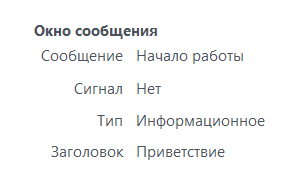 Окно сообщения
Сообщение Начало работы
Сигнал Нет
Тип Информационное
Заголовок Приветствие